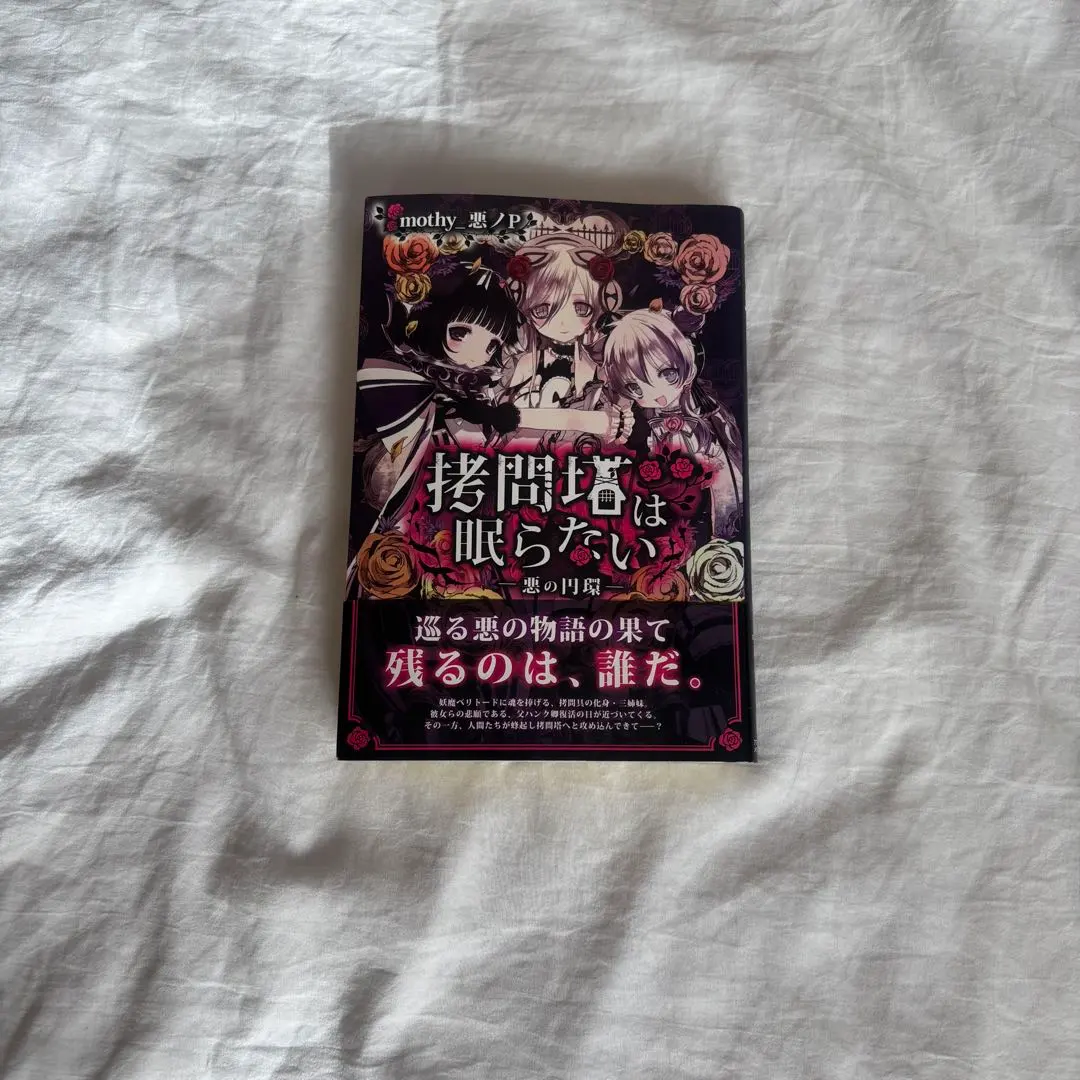 mothy_悪ノP
拷問塔は
眠らない
―悪の円環―
巡る悪の物語の果て
残るのは、誰だ。
妖魔ベリトードに魂を捧げる、拷問具の化身・三姉妹。
彼女らの悲願である、父ハンク卿復活の日が近づいてくる。
その一方、人間たちが蜂起し拷問塔へと攻め込んできて――？